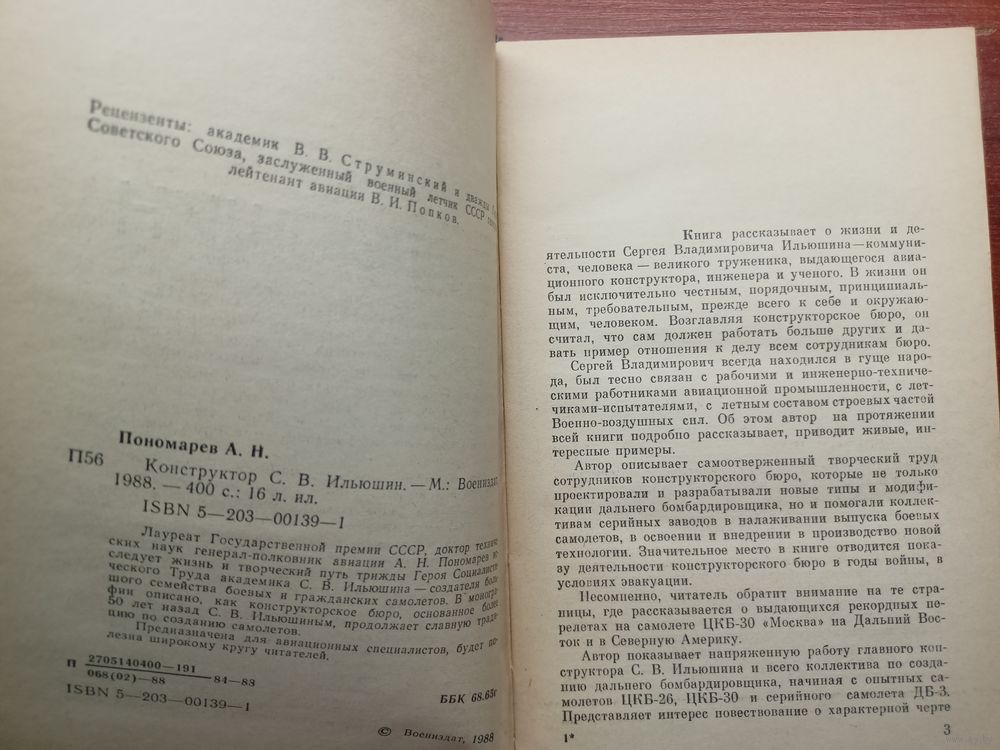 Рецензенты: академик В. В. Струминский и дважды
Советского Союза, заслуженный военный летчик СССР
лейтенант авиации В. И. Попков.
Пономарев А. Н.
П56
Конструктор С. В. Ильюшин. — М.: Воениздат,
1988. — 400 с.: 16 л. ил.
ISBN 5—203—00139—1
Лауреат Государственной премии СССР, доктор техниче
ских наук генерал-полковник авиации А. Н. Пономарев
следует жизнь и творческий путь трижды Героя Социалисти
ческого Труда академика С. В. Ильюшина — создателя боль
шого семейства боевых и гражданских самолетов. В моногра
фии описано, как конструкторское бюро, основанное более
50 лет назад С. В. Ильюшиным, продолжает славную тради
цию по созданию самолетов.
Предназначена для авиационных специалистов, будет по-
лезна широкому кругу читателей.
П 2705140400—191
068(02)—88
84—88
ISBN 5—203—00139—1
ББК 68.65г
© Воениздат, 1988
Книга рассказывает о жизни и де-
ятельности Сергея Владимировича Ильюшина — коммуни-
ста, человека — великого труженика, выдающегося авиа-
ционного конструктора, инженера и ученого. В жизни он
был исключительно честным, порядочным, принципиаль-
ным, требовательным, прежде всего к себе и окружаю-
щим, человеком. Возглавляя конструкторское бюро, он
считал, что сам должен работать больше других и да-
вать пример отношения к делу всем сотрудникам бюро.
Сергей Владимирович всегда находился в гуще наро-
да, был тесно связан с рабочими и инженерно-техниче-
скими работниками авиационной промышленности, с лет-
чиками-испытателями, с летным составом строевых частей
Военно-воздушных сил. Об этом автор на протяжении
всей книги подробно рассказывает, приводит живые, ин-
тересные примеры.
Автор описывает самоотверженный творческий труд
сотрудников конструкторского бюро, которые не только
проектировали и разрабатывали новые типы и модифи-
кации дальнего бомбардировщика, но и помогали коллек-
тивам серийных заводов в налаживании выпуска боевых
самолетов, в освоении и внедрении в производство новой
технологии. Значительное место в книге отводится пока-
зу деятельности конструкторского бюро в годы войны, в
условиях эвакуации.
Несомненно, читатель обратит внимание на те стра-
ницы, где рассказывается о выдающихся рекордных пе-
релетах на самолете ЦКБ-30 «Москва» на Дальний Вос-
ток и в Северную Америку.
Автор показывает напряженную работу главного кон-
структора С. В. Ильюшина и всего коллектива по созда-
нию дальнего бомбардировщика, начиная с опытных са-
молетов ЦКБ-26, ЦКБ-30 и серийного самолета ДБ-3.
Представляет интерес повествование о характерной черте
1*
3